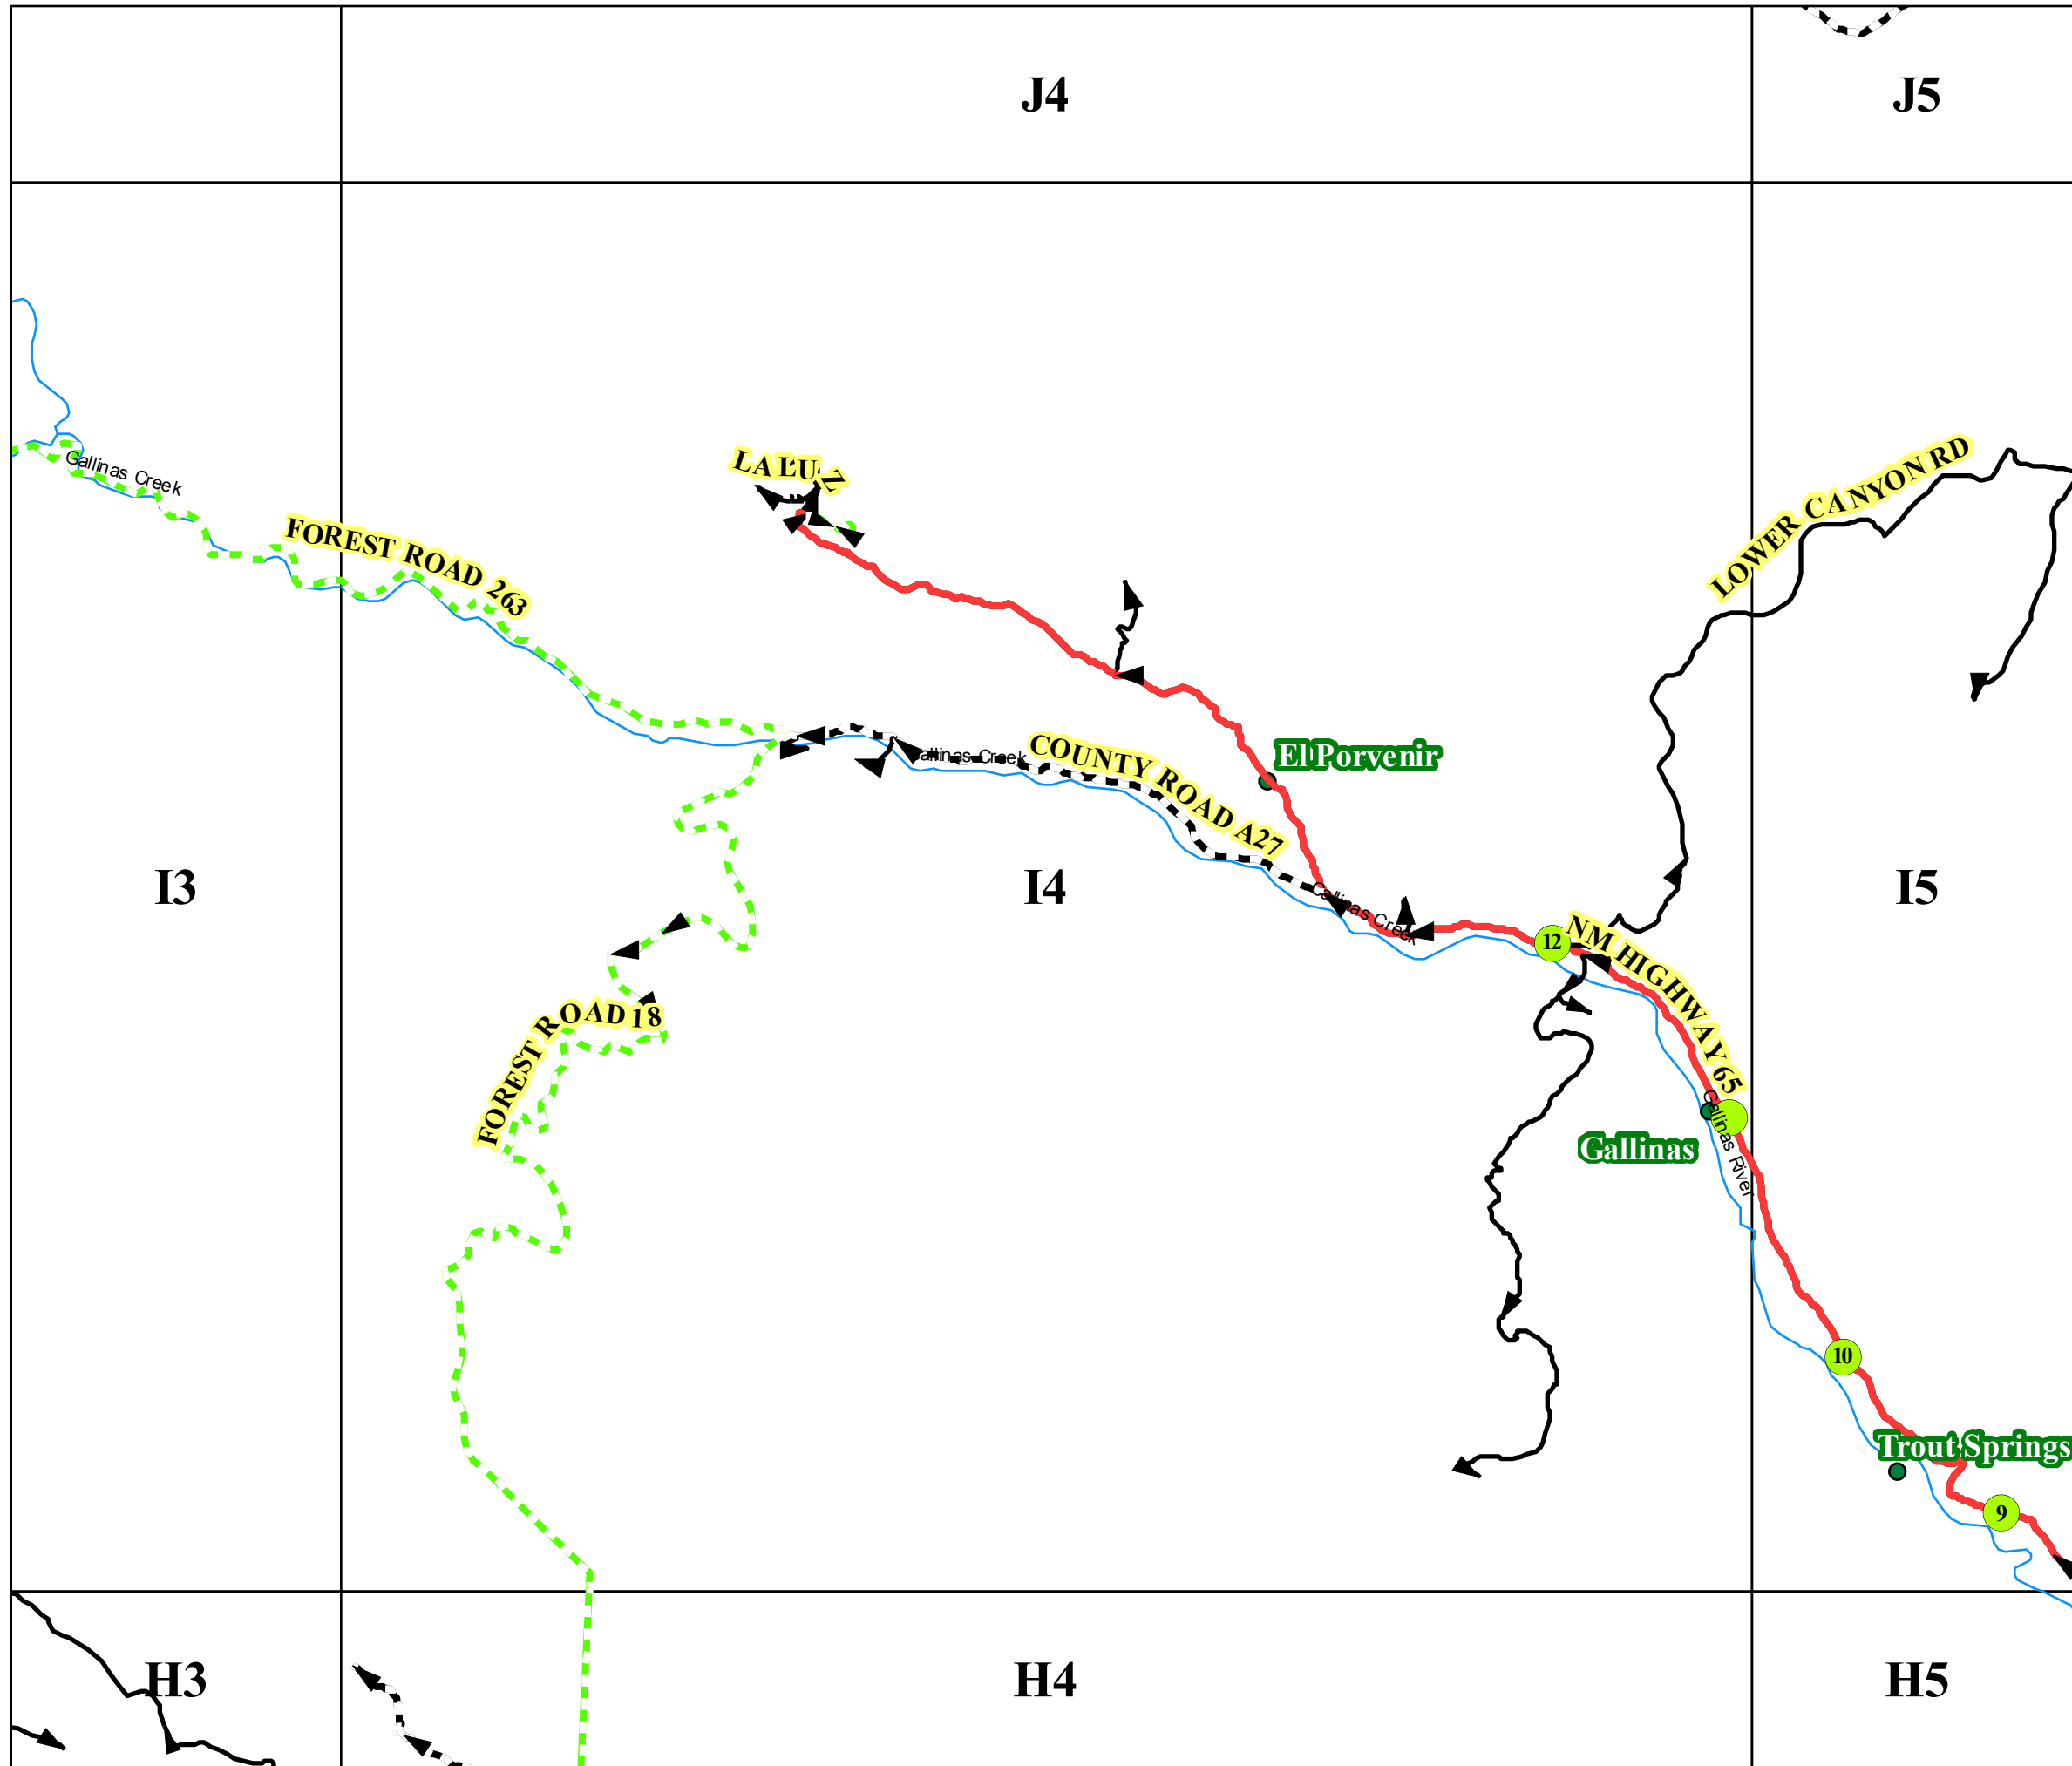 J4
J5
LA LUZ
Gallinas Creek
LOWER CANYON RD
FOREST ROAD 263
El Porvenir
Gallinas Creek
COUNTY ROAD A27
I3
I4
I5
Gallinas Creek
12
NM HIGHWAY 65
FOREST ROAD 18
Gallinas River
Gallinas
10
Trout Springs
9
H3
H4
H5